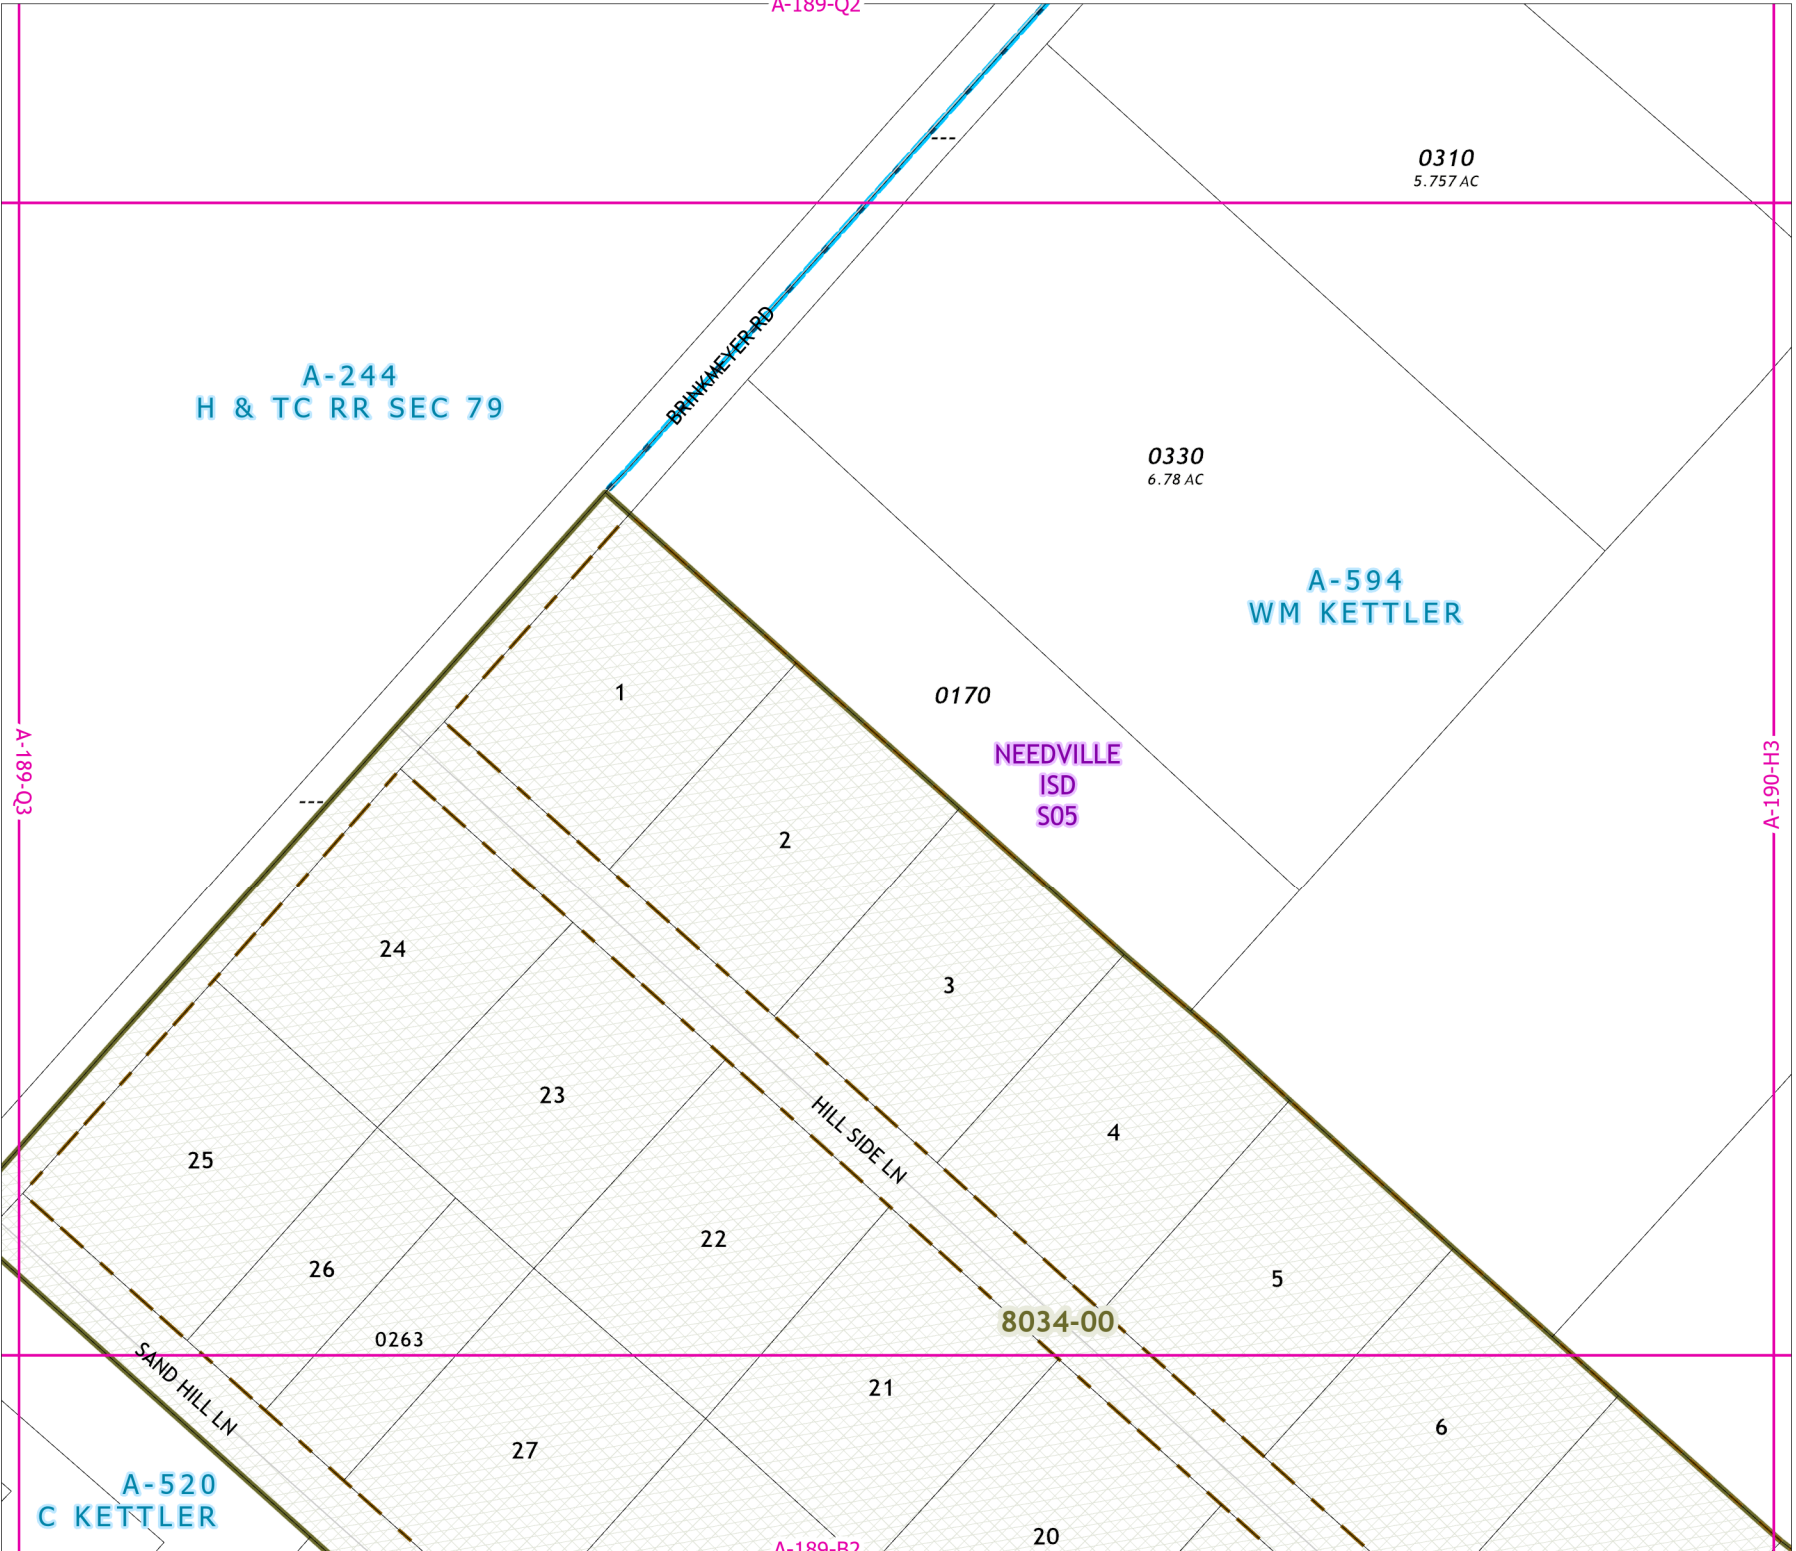 A-189-Q2
0310
5.757 AC
BRINKMEYER RD
A-244
H & TC RR SEC 79
0330
6.78 AC
A-594
WM KETTLER
1
0170
NEEDVILLE
ISD
S05
A-189-Q3
A-190-H3
2
24
3
23
HILL SIDE LN
4
25
22
26
5
8034-00
0263
SAND HILL LN
21
6
27
A-520
C KETTLER
20
A-189-B2